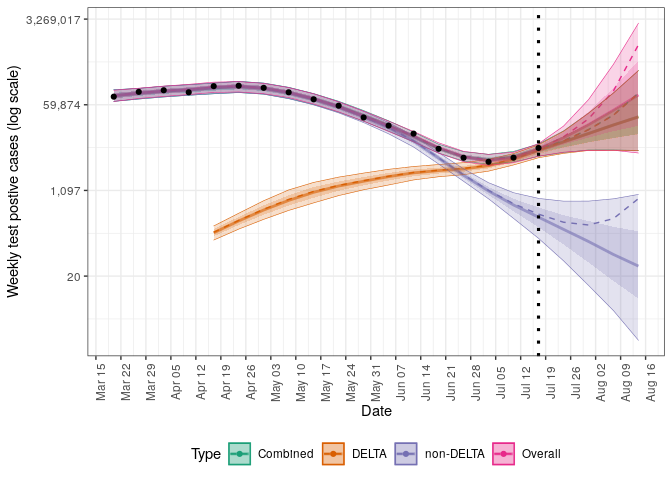 Weekly test postive cases (log scale)
3,269,017
59,874
1,097
20
Mar 15
Mar 22
Mar 29
Apr 05
Apr 12
Apr 19
Apr 26
May 03
May 10
May 17
May 24
May 31
Jun 07
Jun 14
Jun 21
Jun 28
Jul 05
Jul 12
Jul 19
Jul 26
Aug 02
Aug 09
Aug 16
Date
Type Combined DELTA non-DELTA Overall